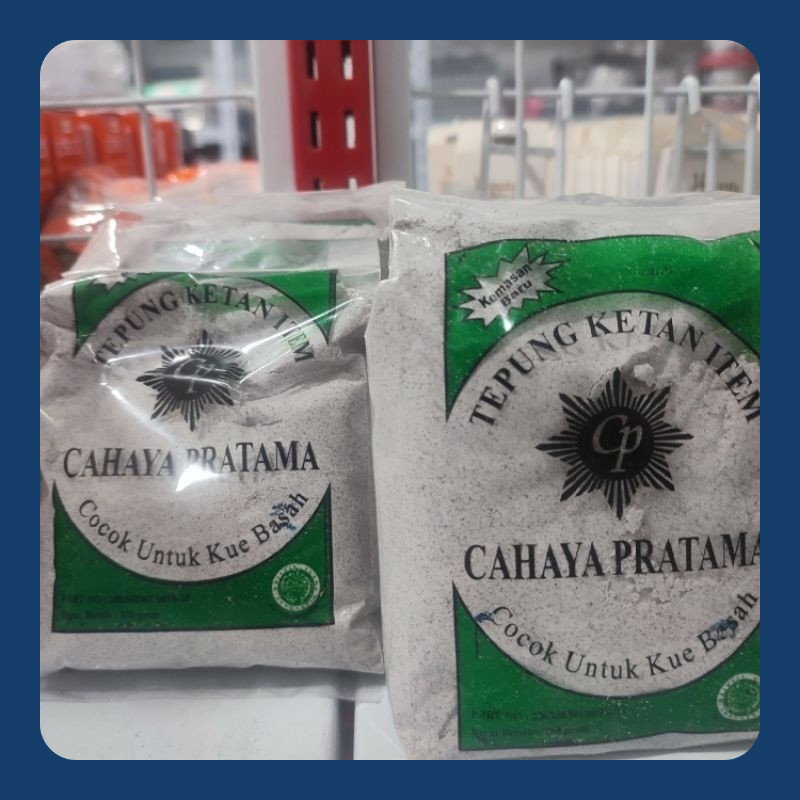 TEPUNG KETAN ITEM
CP
CAHAYA PRATAMA
Cocok Untuk Kue Basah
Kemasan
Baru
TEPUNG KETAN ITEM
Cp
CAHAYA PRATAMA
Cocok Untuk Kue Basah